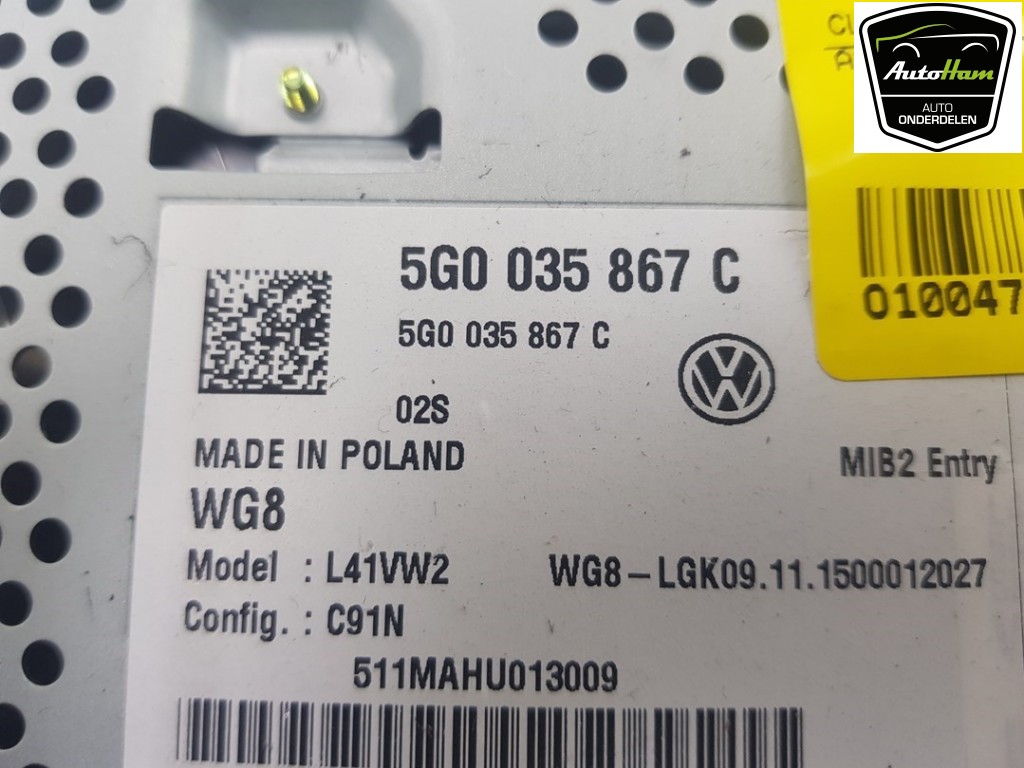 AutoHam
AUTO
ONDERDELEN
010047
5G0 035 867 C
5G0 035 867 C
02S
MADE IN POLAND
MIB2 Entry
WG8
Model : L41VW2 WG8-LGK09.11.1500012027
Config. : C91N
511MAHU013009